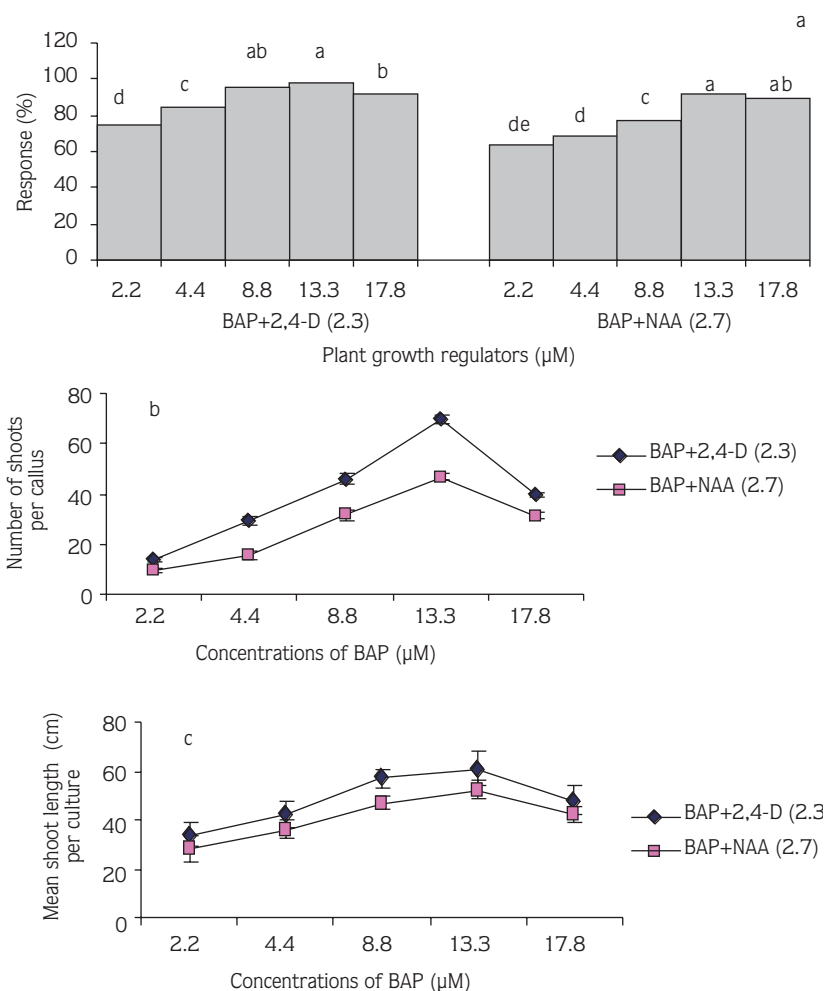 a
120
100
80
60
40
20
0
Response (%)
d c ab a b
de d c a ab
2.2 4.4 8.8 13.3 17.8 2.2 4.4 8.8 13.3 17.8
BAP+2,4-D (2.3) BAP+NAA (2.7)
Plant growth regulators (µM)
b
80
60
40
20
0
Number of shoots
per callus
BAP+2,4-D (2.3)
BAP+NAA (2.7)
2.2 4.4 8.8 13.3 17.8
Concentrations of BAP (µM)
c
80
60
40
20
0
Mean shoot length (cm)
per culture
BAP+2,4-D (2.3
BAP+NAA (2.7)
2.2 4.4 8.8 13.3 17.8
Concentrations of BAP (µM)